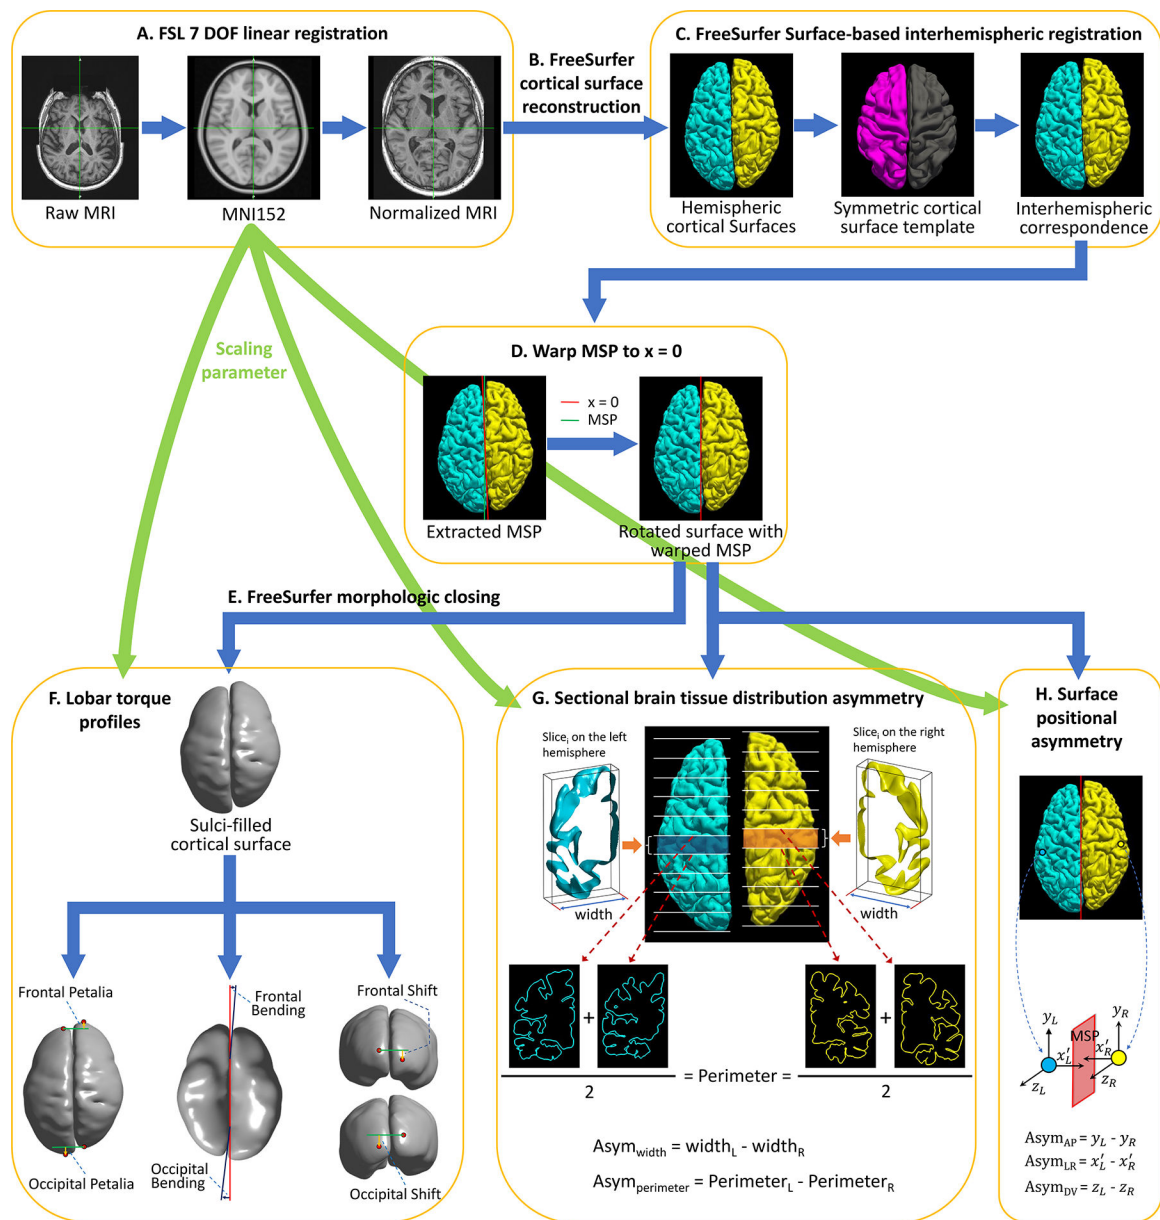 A. FSL 7 DOF linear registration
Raw MRI
MNI152
Normalized MRI
B. FreeSurfer
cortical surface
reconstruction
C. FreeSurfer Surface-based interhemispheric registration
Hemispheric
cortical Surfaces
Symmetric cortical
surface template
Interhemispheric
correspondence
Scaling
parameter
D. Warp MSP to x = 0
x = 0
MSP
Extracted MSP
Rotated surface with
warped MSP
E. FreeSurfer morphologic closing
F. Lobar torque
profiles
Sulci-filled
cortical surface
Frontal Petalia
Occipital Petalia
Frontal
Bending
Occipital
Bending
Frontal Shift
Occipital Shift
G. Sectional brain tissue distribution asymmetry
Sliceᵢ on the left
hemisphere
Sliceᵢ on the right
hemisphere
width
width
+
+
2
= Perimeter =
2
Asym_width = width_L - width_R
Asym_perimeter = Perimeter_L - Perimeter_R
H. Surface
positional
asymmetry
MSP
y_L
x′_L
z_L
y_R
x′_R
z_R
Asym_AP = y_L - y_R
Asym_LR = x′_L - x′_R
Asym_DV = z_L - z_R